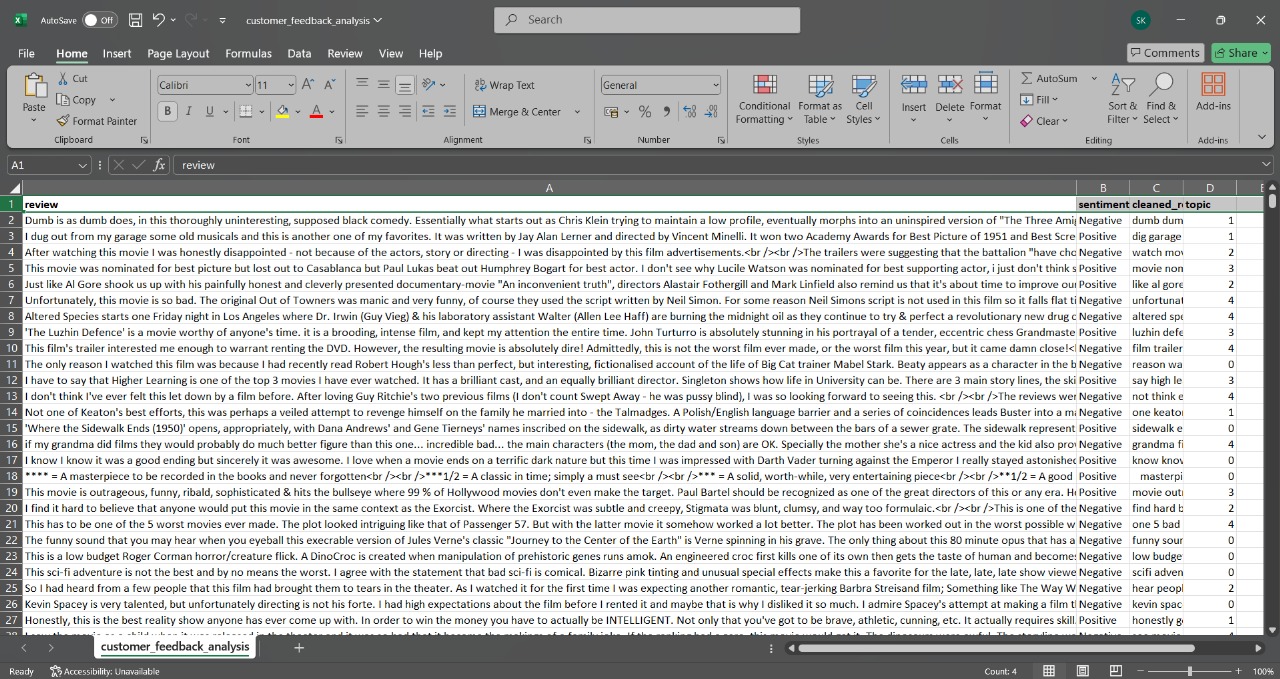 AutoSave Off customer_feedback_analysis Search SK
File Home Insert Page Layout Formulas Data Review View Help Comments Share
Paste Cut Copy Format Painter Clipboard
Calibri 11 B I U A Font
Wrap Text Merge & Center Alignment
General % Number
Conditional Formatting Format as Table Cell Styles Styles
Insert Delete Format Cells
AutoSum Fill Clear Sort & Filter Find & Select Editing
Add-ins Add-ins
A1 fx review
A B C D
1 review sentiment cleaned_r topic
2 Dumb is as dumb does, in this thoroughly uninteresting, supposed black comedy. Essentially what starts out as Chris Klein trying to maintain a low profile, eventually morphs into an uninspired version of "The Three Ami Negative dumb dum 1
3 I dug out from my garage some old musicals and this is another one of my favorites. It was written by Jay Alan Lerner and directed by Vincent Minelli. It won two Academy Awards for Best Picture of 1951 and Best Scre Positive dig garage 1
4 After watching this movie I was honestly disappointed - not because of the actors, story or directing - I was disappointed by this film advertisements.<br /><br />The trailers were suggesting that the battalion "have cho Negative watch mov 2
5 This movie was nominated for best picture but lost out to Casablanca but Paul Lukas beat out Humphrey Bogart for best actor. I don't see why Lucile Watson was nominated for best supporting actor, i just don't think s Positive movie nom 3
6 Just like Al Gore shook us up with his painfully honest and cleverly presented documentary-movie "An inconvenient truth", directors Alastair Fothergill and Mark Linfield also remind us that it's about time to improve ou Positive like al gore 2
7 Unfortunately, this movie is so bad. The original Out of Towners was manic and very funny, of course they used the script written by Neil Simon. For some reason Neil Simons script is not used in this film so it falls flat ti Negative unfortunat 4
8 Altered Species starts one Friday night in Los Angeles where Dr. Irwin (Guy Vieg) & his laboratory assistant Walter (Allen Lee Haff) are burning the midnight oil as they continue to try & perfect a revolutionary new drug c Negative altered spe 4
9 'The Luzhin Defence' is a movie worthy of anyone's time. it is a brooding, intense film, and kept my attention the entire time. John Turturro is absolutely stunning in his portrayal of a tender, eccentric chess Grandmaste Positive luzhin defe 3
10 This film's trailer interested me enough to warrant renting the DVD. However, the resulting movie is absolutely dire! Admittedly, this is not the worst film ever made, or the worst film this year, but it came damn close!<l Negative film trailer 4
11 The only reason I watched this film was because I had recently read Robert Hough's less than perfect, but interesting, fictionalised account of the life of Big Cat trainer Mabel Stark. Beaty appears as a character in the b Negative reason wa 0
12 I have to say that Higher Learning is one of the top 3 movies I have ever watched. It has a brilliant cast, and an equally brilliant director. Singleton shows how life in University can be. There are 3 main story lines, the ski Positive say high le 3
13 I don't think I've ever felt this let down by a film before. After loving Guy Ritchie's two previous films (I don't count Swept Away - he was pussy blind), I was so looking forward to seeing this. <br /><br />The reviews wer Negative not think e 4
14 Not one of Keaton's best efforts, this was perhaps a veiled attempt to revenge himself on the family he married into - the Talmadges. A Polish/English language barrier and a series of coincidences leads Buster into a m Negative one keato 1
15 'Where the Sidewalk Ends (1950)' opens, appropriately, with Dana Andrews' and Gene Tierneys' names inscribed on the sidewalk, as dirty water streams down between the bars of a sewer grate. The sidewalk represent Positive sidewalk e 0
16 if my grandma did films they would probably do much better figure than this one... incredible bad... the main characters (the mom, the dad and son) are OK. Specially the mother she's a nice actress and the kid also pro Negative grandma fi 4
17 I know I know it was a good ending but sincerely it was awesome. I love when a movie ends on a terrific dark nature but this time I was impressed with Darth Vader turning against the Emperor I really stayed astonishe Positive know knov 0
18 **** = A masterpiece to be recorded in the books and never forgotten<br /><br />***1/2 = A classic in time; simply a must see<br /><br />*** = A solid, worth-while, very entertaining piece<br /><br />**1/2 = A good Positive masterpi 0
19 This movie is outrageous, funny, ribald, sophisticated & hits the bullseye where 99 % of Hollywood movies don't even make the target. Paul Bartel should be recognized as one of the great directors of this or any era. H Positive movie out 3
20 I find it hard to believe that anyone would put this movie in the same context as the Exorcist. Where the Exorcist was subtle and creepy, Stigmata was blunt, clumsy, and way too formulaic.<br /><br />This is one of the Negative find hard b 2
21 This has to be one of the 5 worst movies ever made. The plot looked intriguing like that of Passenger 57. But with the latter movie it somehow worked a lot better. The plot has been worked out in the worst possible w Negative one 5 bad 4
22 The funny sound that you may hear when you eyeball this execrable version of Jules Verne's classic "Journey to the Center of the Earth" is Verne spinning in his grave. The only thing about this 80 minute opus that has a Negative funny sour 0
23 This is a low budget Roger Corman horror/creature flick. A DinoCroc is created when manipulation of prehistoric genes runs amok. An engineered croc first kills one of its own then gets the taste of human and become Negative low budge 0
24 This sci-fi adventure is not the best and by no means the worst. I agree with the statement that bad sci-fi is comical. Bizarre pink tinting and unusual special effects make this a favorite for the late, late, late show viewe Negative scifi adven 0
25 So I had heard from a few people that this film had brought them to tears in the theater. As I watched it for the first time I was expecting another romantic, tear-jerking Barbra Streisand film; Something like The Way W Negative hear peopl 2
26 Kevin Spacey is very talented, but unfortunately directing is not his forte. I had high expectations about the film before I rented it and maybe that is why I disliked it so much. I admire Spacey's attempt at making a film t Negative kevin spac 0
27 Honestly, this is the best reality show anyone has ever come up with. In order to win the money you have to actually be INTELLIGENT. Not only that you've got to be brave, athletic, cunning, etc. It actually requires skill. Positive honestly g 1
customer_feedback_analysis
Ready Accessibility: Unavailable Count: 4 100%